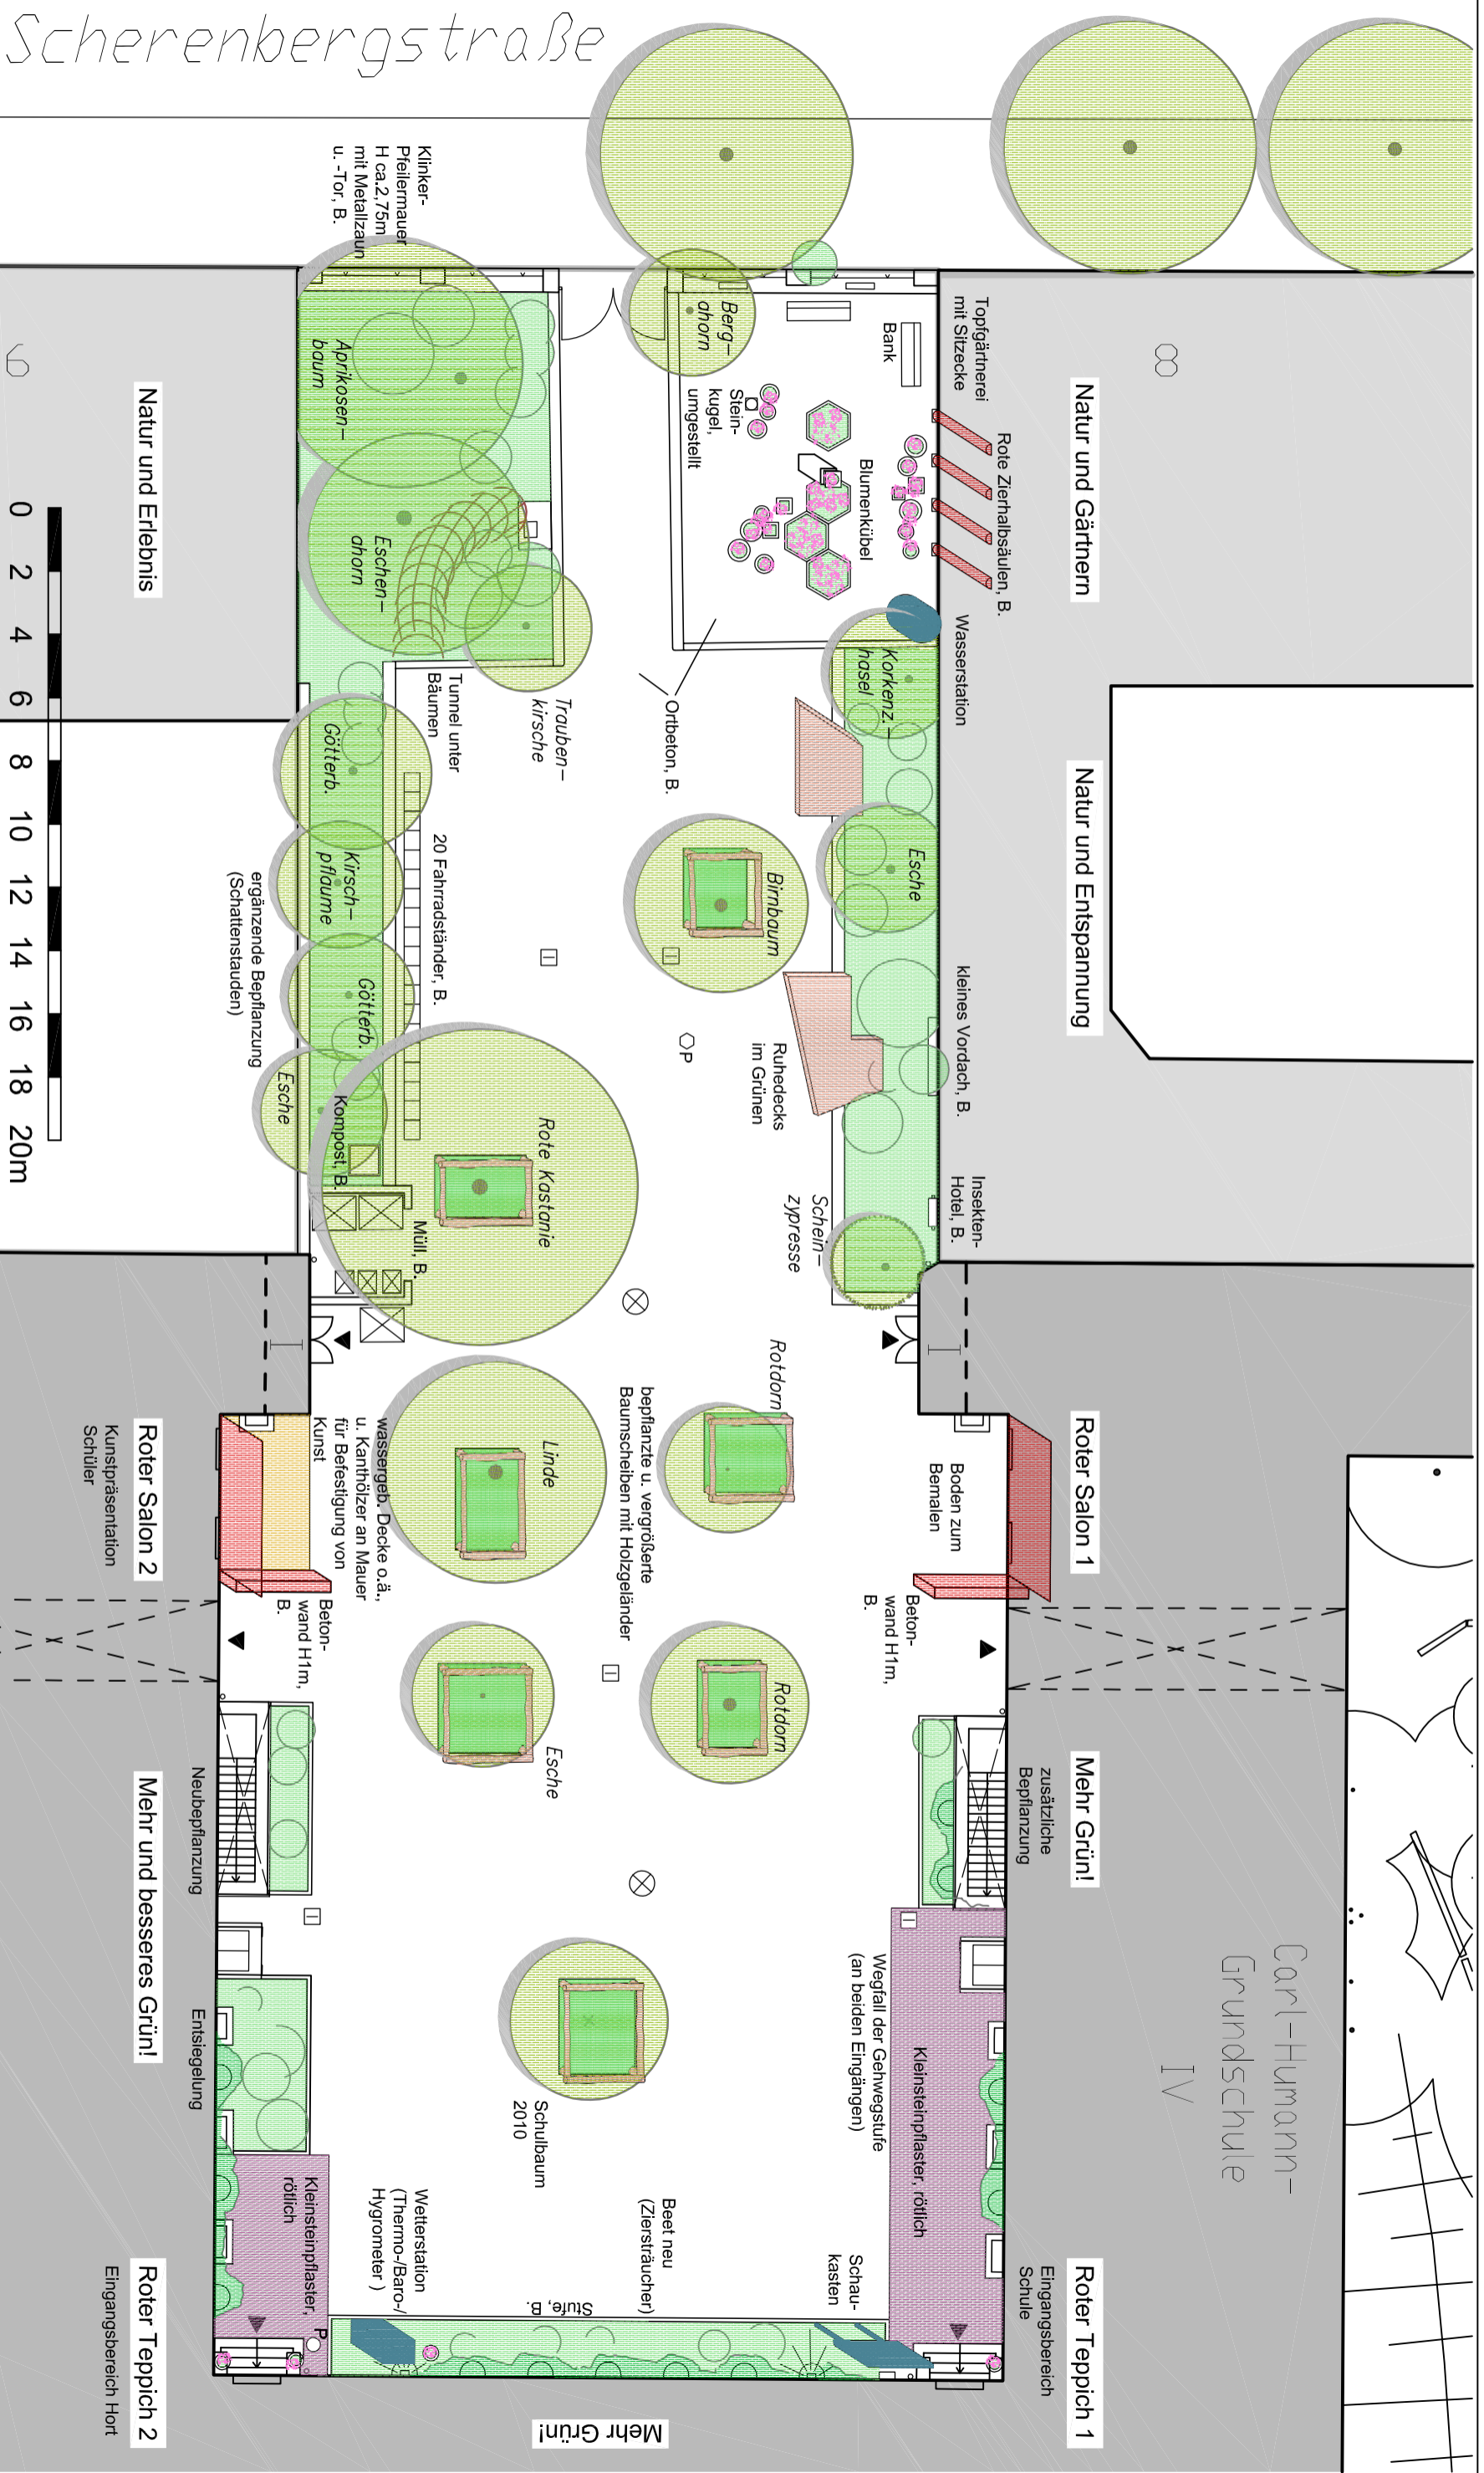 Scherenbergstraße
Klinker-
Pfeilermauer
H ca.2,75m
mit Metallzaun
u. -Tor, B.
8
Natur und Gärtnern
Topfgärtnerei
mit Sitzecke
Rote Zierhalbsäulen, B.
Bank
Berg-
ahorn
Stein-
kugel,
umgestellt
Blumenkübel
Wasserstation
Aprikosen-
baum
Eschen-
ahorn
6
Natur und Erlebnis
0 2 4 6 8 10 12 14 16 18 20m
Natur und Entspannung
Korkenz.-
hasel
Ortbeton, B.
Trauben-
kirsche
Tunnel unter
Bäumen
Götterb.
Esche
Birnbaum
20 Fahrradständer, B.
Kirsch-
pflaume
ergänzende Bepflanzung
(Schattenstauden)
kleines Vordach, B.
Götterb.
P
Ruhedecks
im Grünen
Esche
Kompost, B.
Rote Kastanie
Insekten-
Hotel, B.
Schein-
zypresse
Müll, B.
I
I
Roter Salon 1
Boden zum
Bemalen
Rotdorn
bepflanzte u. vergrößerte
Baumscheiben mit Holzgeländer
Linde
wassergeb. Decke o.ä.,
u. Kanthölzer an Mauer
für Befestigung von
Kunst
Roter Salon 2
Kunstpräsentation
Schüler
Beton-
wand H1m,
B.
Beton-
wand H1m,
B.
Mehr Grün!
zusätzliche
Bepflanzung
Rotdorn
Esche
Neubepflanzung
Mehr und besseres Grün!
Entsiegelung
Carl-Humann-
Grundschule
IV
Wegfall der Gehwegstufe
(an beiden Eingängen)
Kleinsteinpflaster, rötlich
Schulbaum
2010
Kleinsteinpflaster,
rötlich
Wetterstation
(Thermo-/Baro-/
Hygrometer )
Beet neu
(Ziersträucher)
Schau-
kasten
Stufe, B.
P
Roter Teppich 1
Eingangsbereich
Schule
Roter Teppich 2
Eingangsbereich Hort
Mehr Grün!